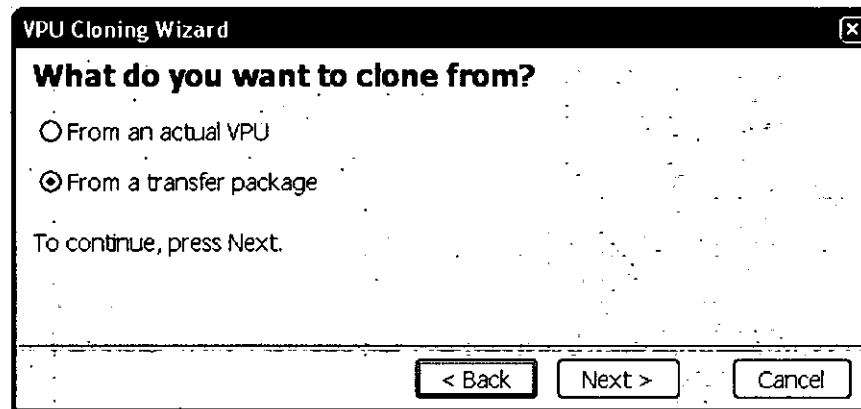 VPU Cloning Wizard
What do you want to clone from?
From an actual VPU
From a transfer package
To continue, press Next.
< Back Next > Cancel